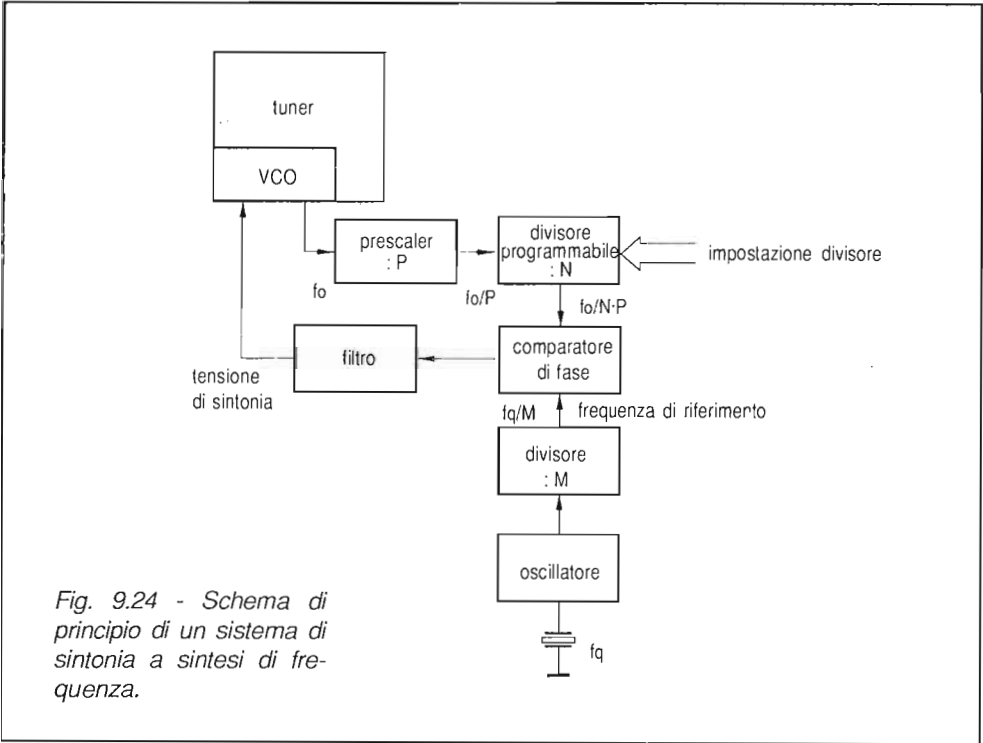 tuner
VCO
prescaler
: P
divisore
programmabile
: N
impostazione divisore
fo
fo/P
fo/N·P
filtro
comparatore
di fase
tensione
di sintonia
fq/M
frequenza di riferimento
divisore
: M
oscillatore
fq
Fig. 9.24 - Schema di
principio di un sistema di
sintonia a sintesi di fre-
quenza.